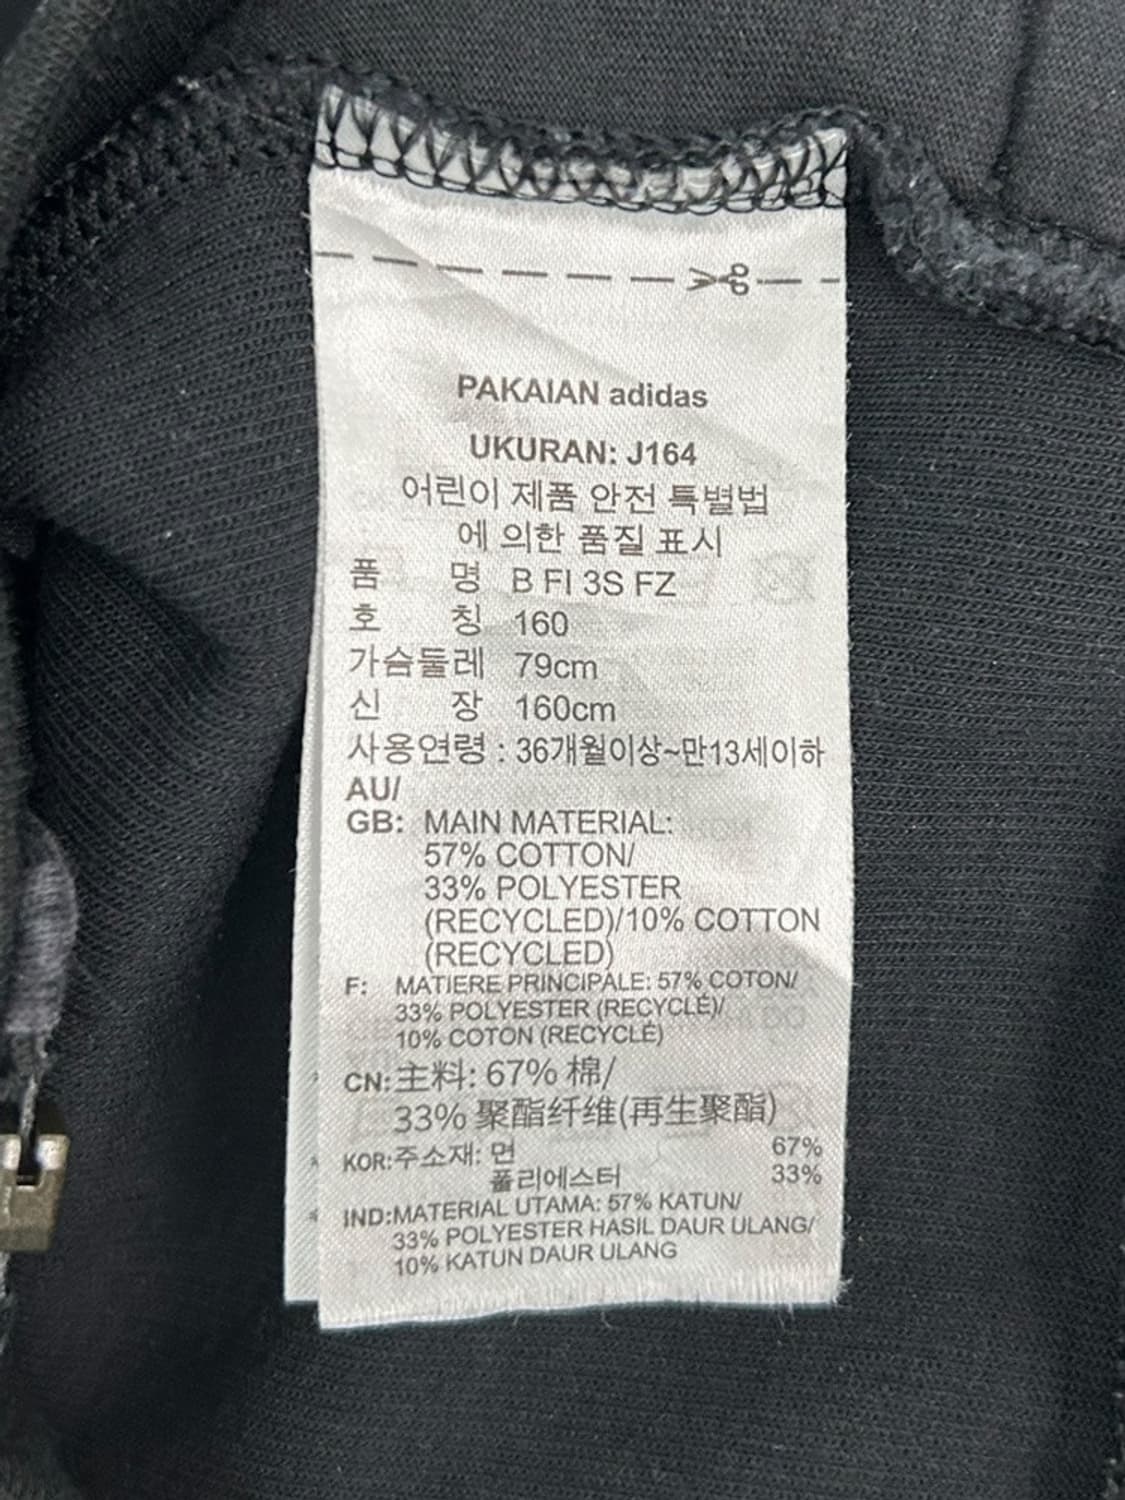 PAKAIAN adidas
UKURAN: J164
어린이 제품 안전 특별법
에 의한 품질 표시
품 명 B FI 3S FZ
호 칭 160
가슴둘레 79cm
신 장 160cm
사용연령 : 36개월이상~만13세이하
AU/
GB: MAIN MATERIAL:
57% COTTON/
33% POLYESTER
(RECYCLED)/10% COTTON
(RECYCLED)
F: MATIERE PRINCIPALE: 57% COTON/
33% POLYESTER (RECYCLÉ)/
10% COTON (RECYCLÉ)
CN: 主料: 67% 棉/
33% 聚酯纤维(再生聚酯)
KOR: 주소재: 면 67%
폴리에스터 33%
IND: MATERIAL UTAMA: 57% KATUN/
33% POLYESTER HASIL DAUR ULANG/
10% KATUN DAUR ULANG